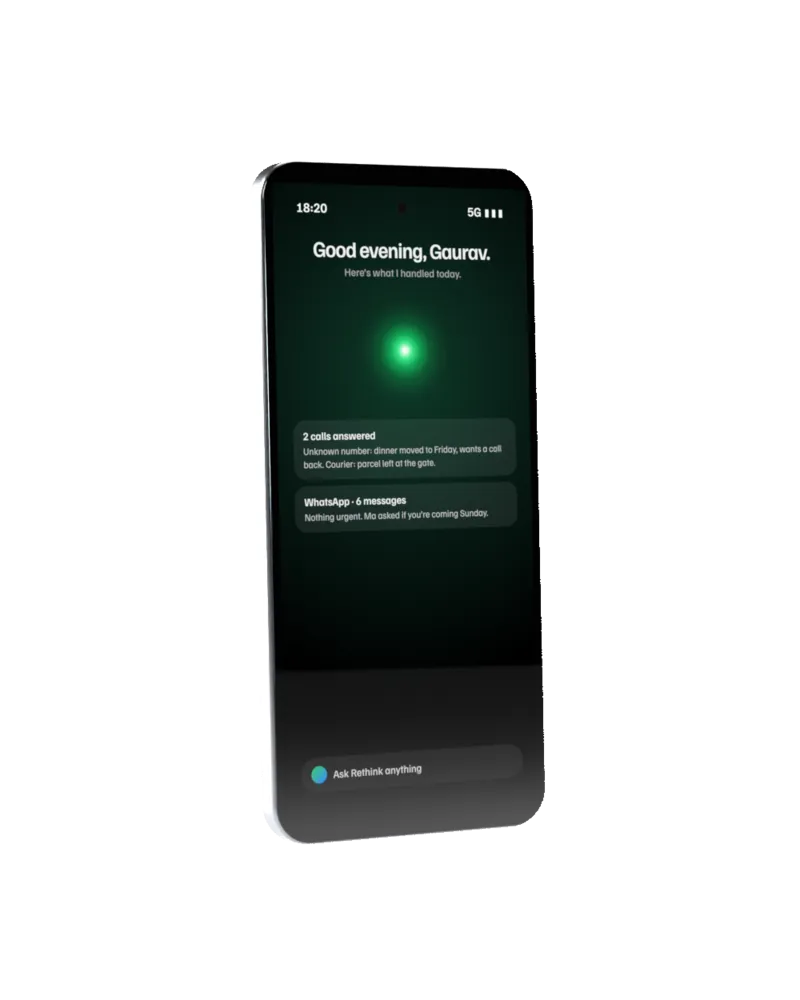 18:20
5G
Good evening, Gaurav.
Here's what I handled today.
2 calls answered
Unknown number: dinner moved to Friday, wants a call
back. Courier: parcel left at the gate.
WhatsApp · 6 messages
Nothing urgent. Ma asked if you're coming Sunday.
Ask Rethink anything